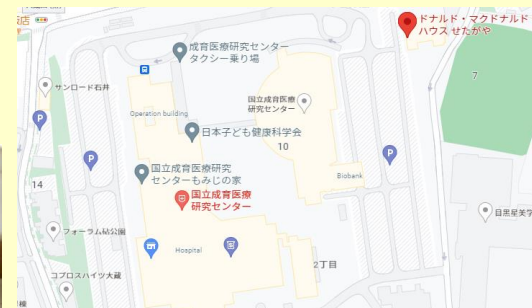 ドナルド・マクドナルド
ハウス せたがや
成育医療研究センター
タクシー乗り場
7
サンロード石井
国立成育医療
研究センター
Operation building
P
日本子ども健康科学会
10
P
P
国立成育医療研究
センターもみじの家
Biobank
14
国立成育医療
研究センター
目黒星美学
フォーラム砧公園
Hospital
2丁目
コプロスハイツ大蔵